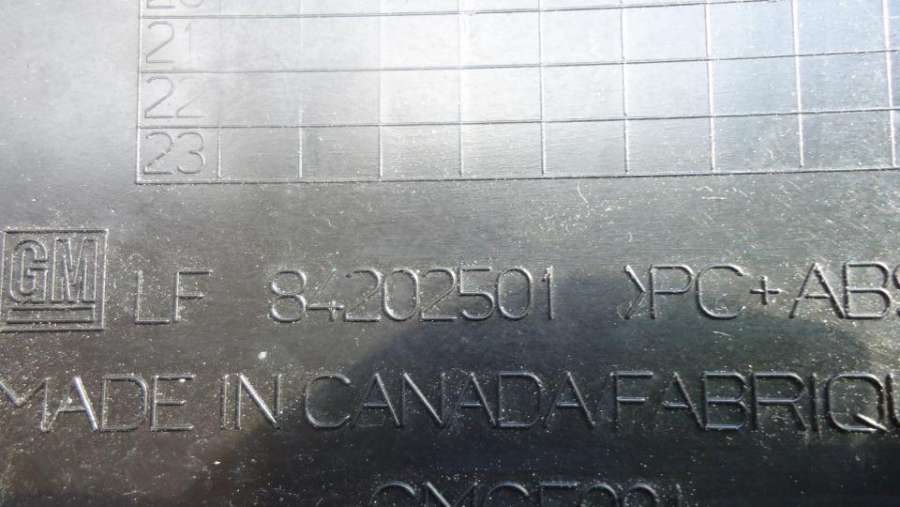 21
22
23
GM LF 84202501 >PC+ABS
MADE IN CANADA FABRIQU